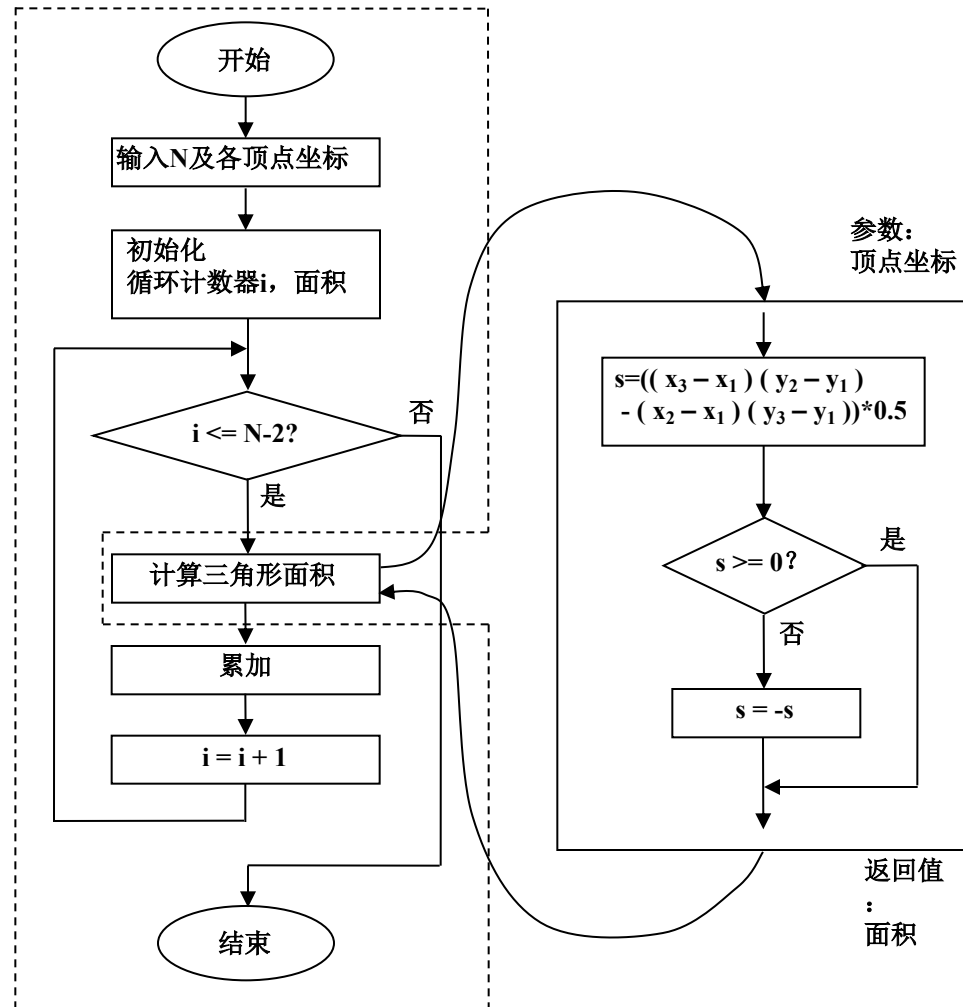 开始
输入N及各顶点坐标
初始化
循环计数器i，面积
i <= N-2?
否
是
计算三角形面积
累加
i = i + 1
结束
参数：
顶点坐标
s=(( x₃ – x₁ ) ( y₂ – y₁ )
- ( x₂ – x₁ ) ( y₃ – y₁ ))*0.5
s >= 0？
是
否
s = -s
返回值
：
面积